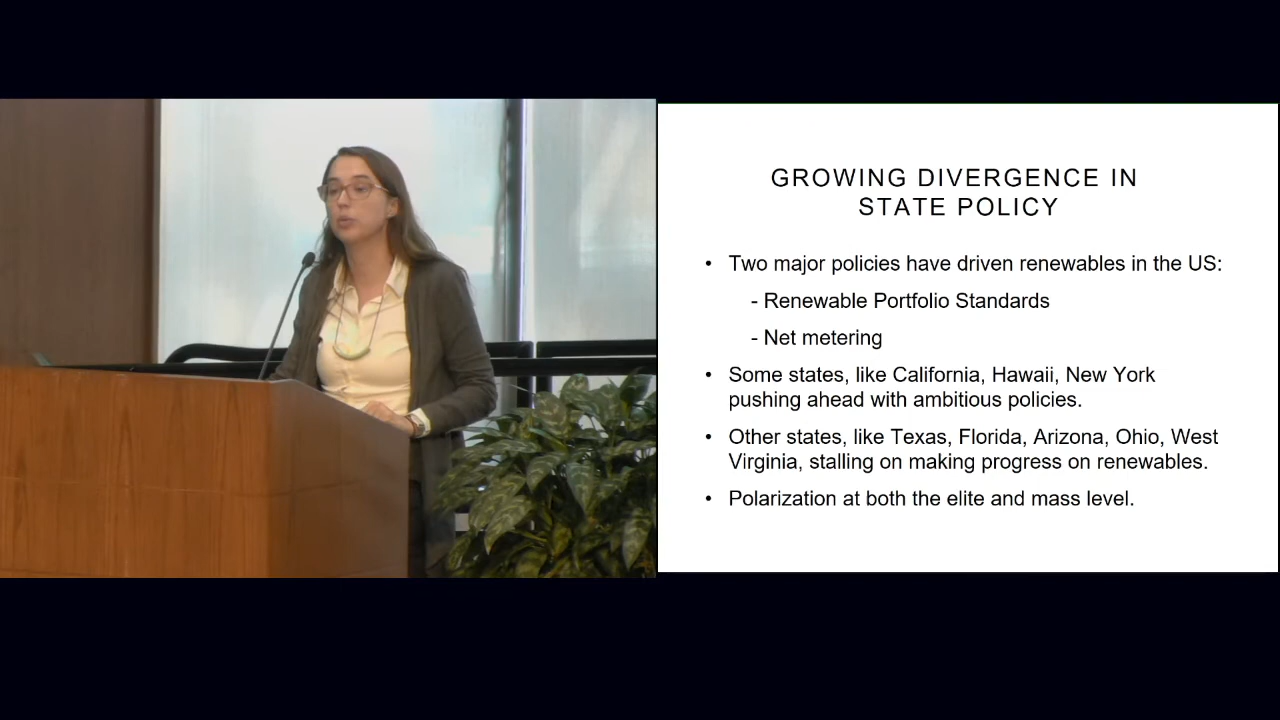 GROWING DIVERGENCE IN
STATE POLICY
• Two major policies have driven renewables in the US:
- Renewable Portfolio Standards
- Net metering
• Some states, like California, Hawaii, New York
pushing ahead with ambitious policies.
• Other states, like Texas, Florida, Arizona, Ohio, West
Virginia, stalling on making progress on renewables.
• Polarization at both the elite and mass level.